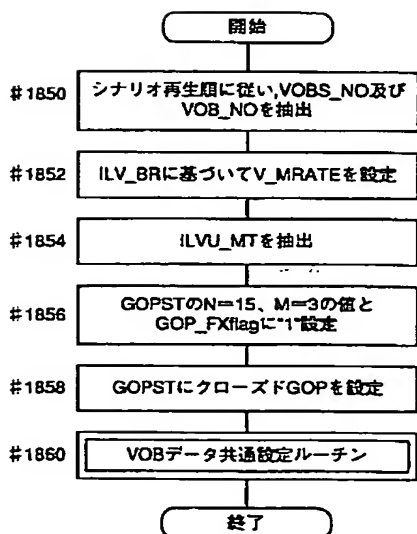 開始
#1850
シナリオ再生順に従い,VOBS_NO及び
VOB_NOを抽出
#1852
ILV_BRに基づいてV_MRATEを設定
#1854
ILVU_MTを抽出
#1856
GOPSTのN=15、M=3の値と
GOP_FXflagに"1"設定
#1858
GOPSTにクローズドGOPを設定
#1860
VOBデータ共通設定ルーチン
終了